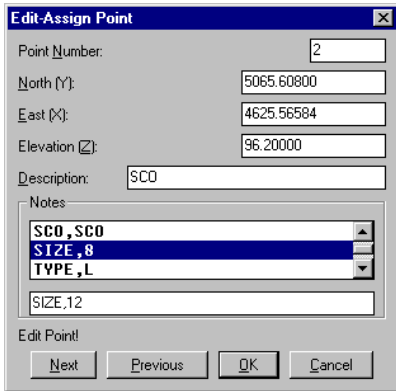 Edit-Assign Point
Point Number: 2
North (Y): 5065.60800
East (X): 4625.56584
Elevation (Z): 96.20000
Description: SCO
Notes
SCO,SCO
SIZE,8
TYPE,L
SIZE,12
Edit Point!
Next Previous OK Cancel